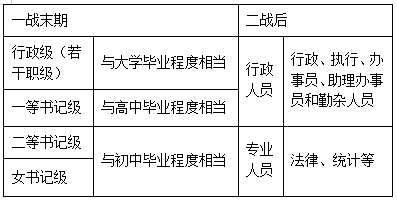 一战末期 二战后
行政级（若
干职级）
与大学毕业程度相当
行政
人员
行政、执行、办
事员、助理办事
员和勤杂人员
一等书记级 与高中毕业程度相当
二等书记级
女书记级
与初中毕业程度相当
专业
人员
法律、统计等